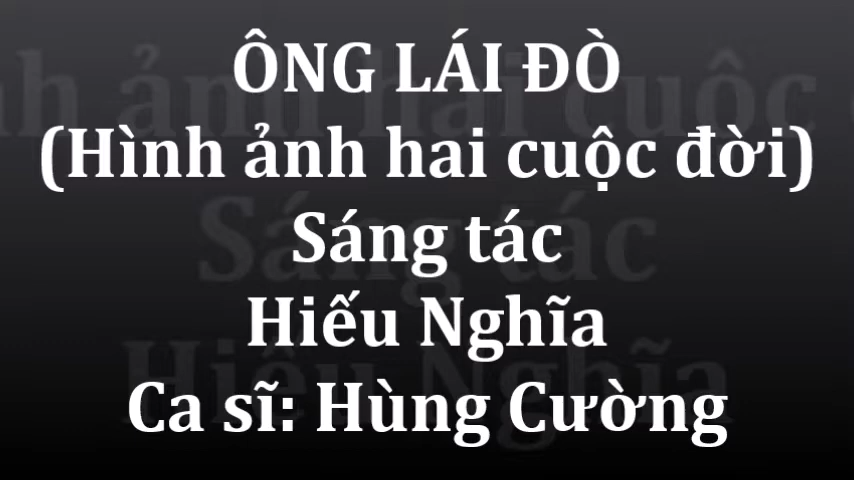 ÔNG LÁI ĐÒ
(Hình ảnh hai cuộc đời)
Sáng tác
Hiếu Nghĩa
Ca sĩ: Hùng Cường